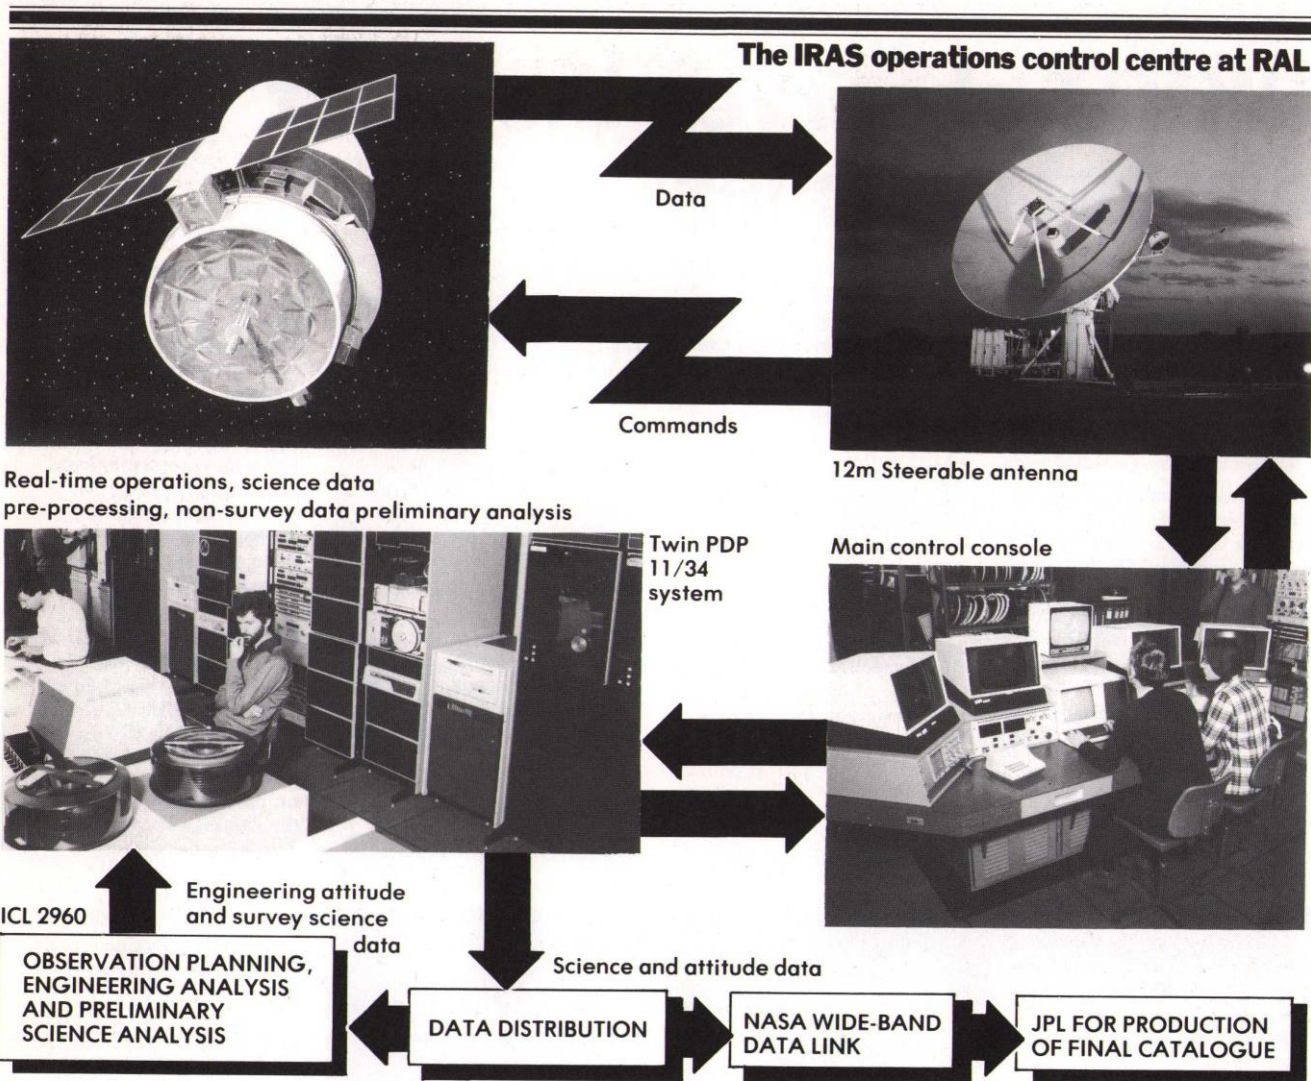 The IRAS operations control centre at RAL
Data
Commands
12m Steerable antenna
Real-time operations, science data
pre-processing, non-survey data preliminary analysis
Twin PDP
11/34
system
Main control console
ICL 2960
Engineering attitude
and survey science
data
Science and attitude data
OBSERVATION PLANNING,
ENGINEERING ANALYSIS
AND PRELIMINARY
SCIENCE ANALYSIS
DATA DISTRIBUTION
NASA WIDE-BAND
DATA LINK
JPL FOR PRODUCTION
OF FINAL CATALOGUE